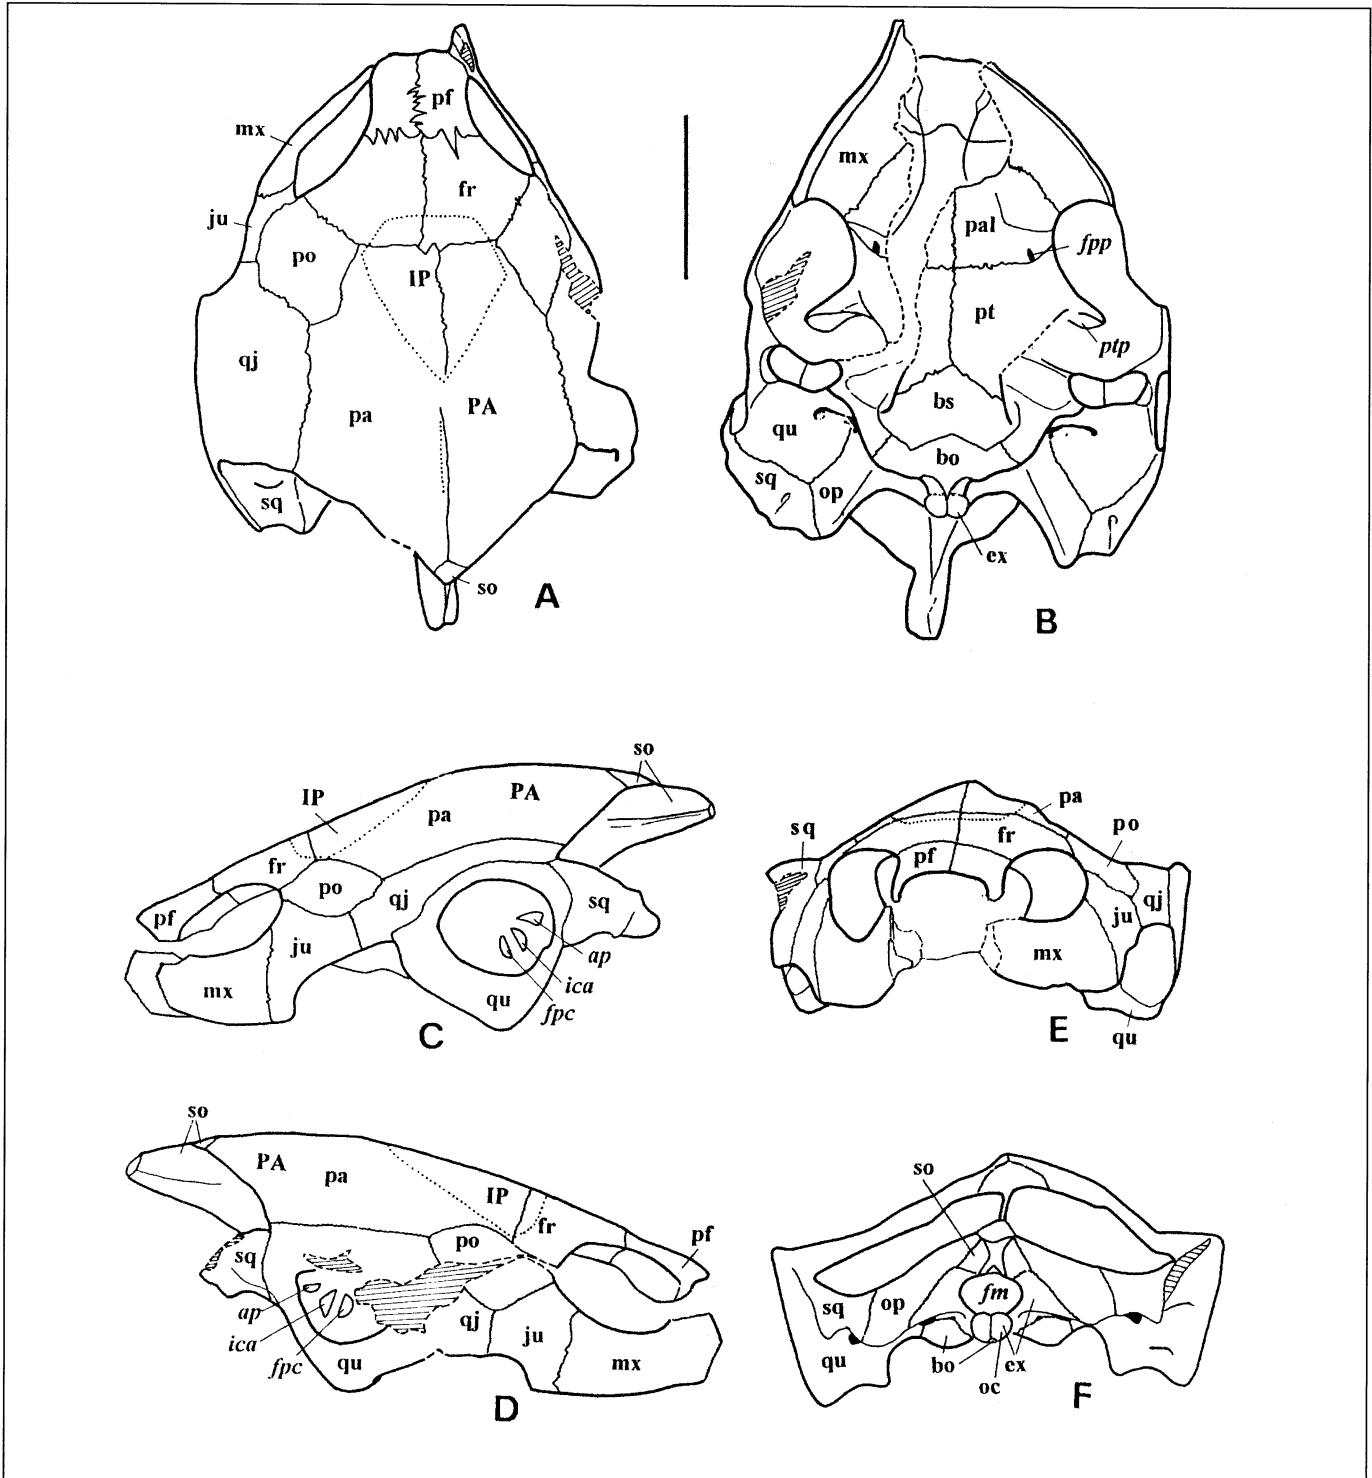 pf
mx
fr
ju
po
IP
qj
pa
PA
sq
so
A
mx
pal
fpp
pt
ptp
bs
qu
bo
sq
op
ex
B
so
IP
PA
pa
fr
po
pf
qj
sq
ju
ap
mx
ica
qu
fpc
C
pa
sq
fr
po
pf
qj
ju
mx
E
qu
so
PA
pa
IP
fr
pf
sq
po
ap
ica
qj
ju
fpc
qu
mx
D
so
fm
sq
op
qu
bo
ex
oc
F